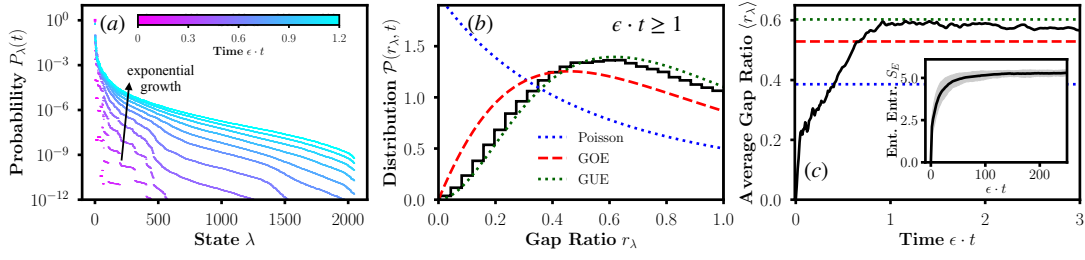 (a)
0 0.3 0.6 0.9 1.2
Time ϵ · t
exponential
growth
10⁰
10⁻³
10⁻⁶
10⁻⁹
10⁻¹²
Probability P_λ(t)
0 500 1000 1500 2000
State λ
(b)
ϵ · t ≥ 1
Poisson
GOE
GUE
1.5
1.0
0.5
0.0
Distribution 𝒫(r_λ, t)
0.0 0.2 0.4 0.6 0.8 1.0
Gap Ratio r_λ
(c)
0.6
0.4
0.2
0.0
Average Gap Ratio ⟨r_λ⟩
0 1 2 3
Time ϵ · t
5.0
2.5
0.0
Ent. Entr. S_E
0 100 200
ϵ · t